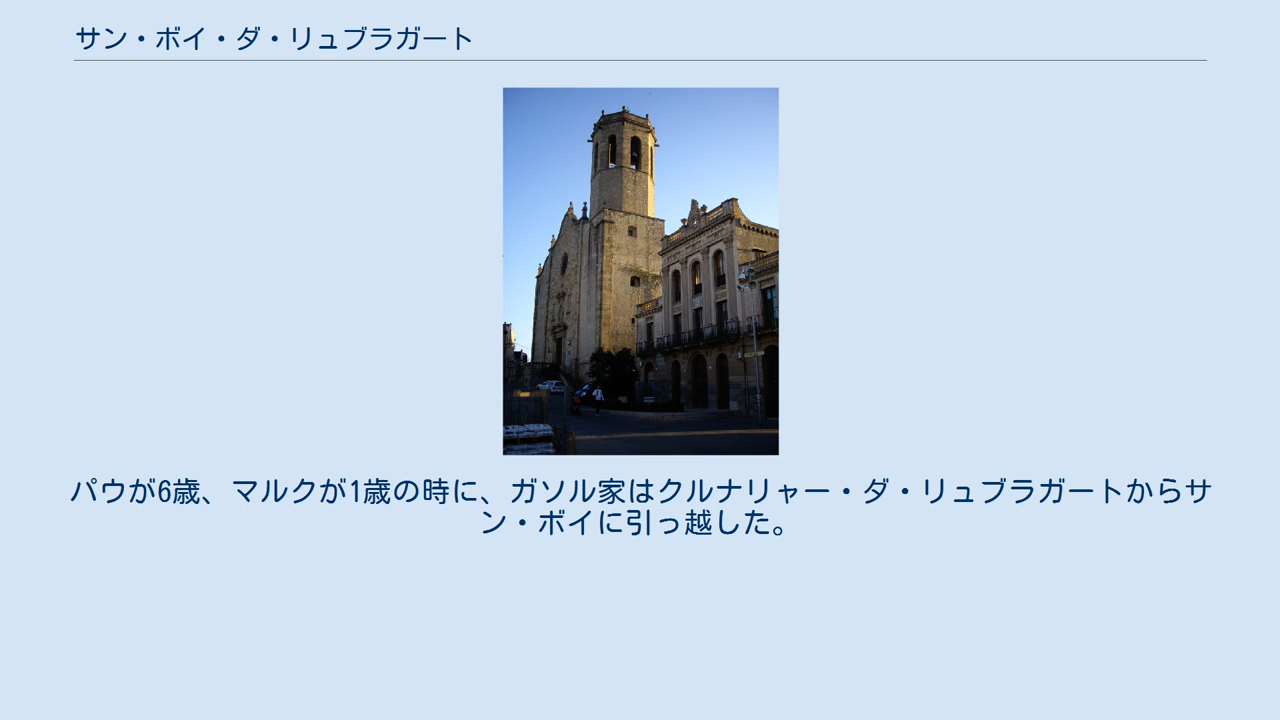 サン・ボイ・ダ・リュブラガート
パウが6歳、マルクが1歳の時に、ガソル家はクルナリャー・ダ・リュブラガートからサ
ン・ボイに引っ越した。